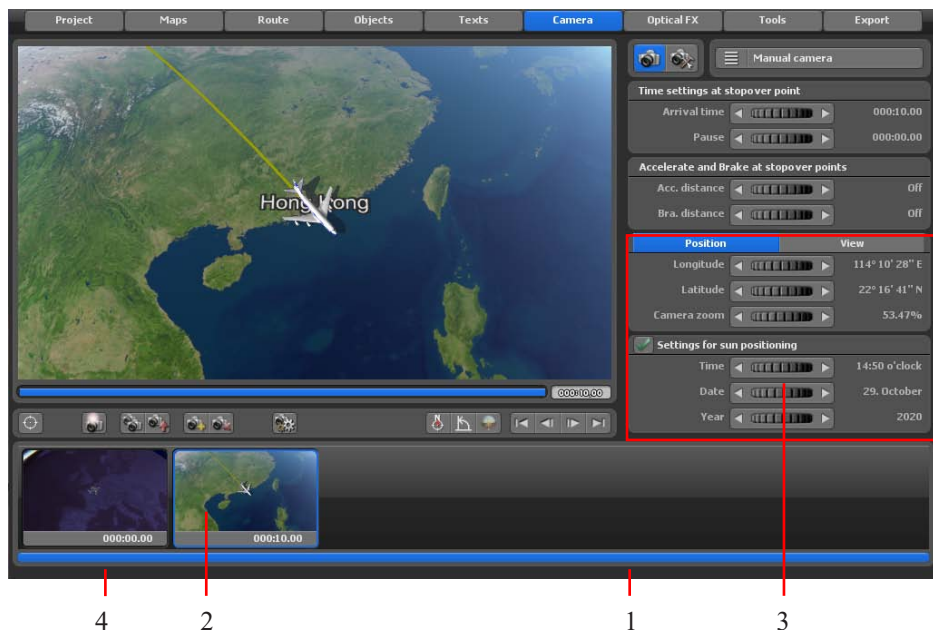 Project Maps Route Objects Texts Camera Optical FX Tools Export
Manual camera
Time settings at stopover point
Arrival time 000:10.00
Pause 000:00.00
Accelerate and Brake at stopover points
Acc. distance Off
Bra. distance Off
Position View
Longitude 114° 10' 28" E
Latitude 22° 16' 41" N
Camera zoom 53.47%
Settings for sun positioning
Time 14:50 o'clock
Date 29. October
Year 2020
Hong Kong
000:10.00
000:00.00 000:10.00
4 2 1 3